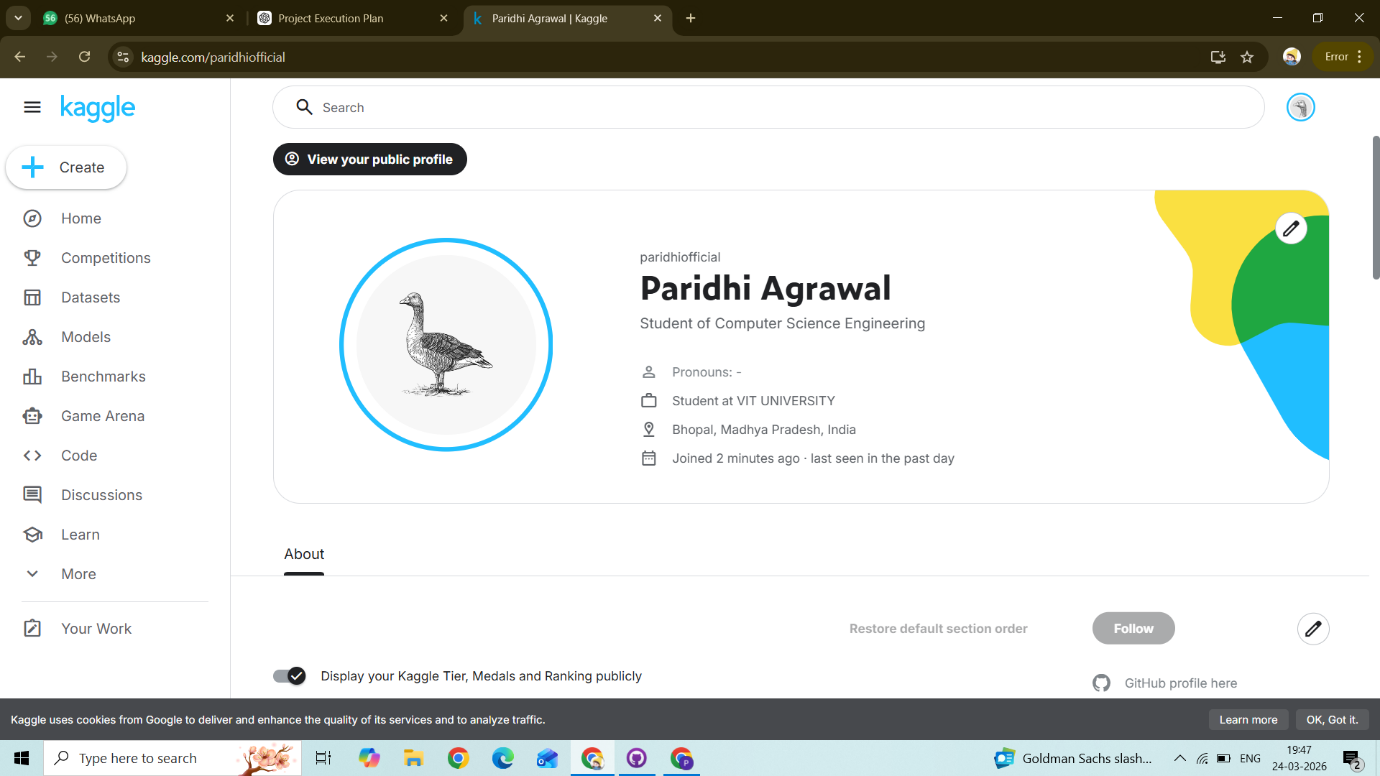 (56) WhatsApp
Project Execution Plan
Paridhi Agrawal | Kaggle
kaggle.com/paridhiofficial
Error
kaggle
Search
Create
View your public profile
Home
Competitions
Datasets
Models
Benchmarks
Game Arena
Code
Discussions
Learn
More
Your Work
paridhiofficial
Paridhi Agrawal
Student of Computer Science Engineering
Pronouns: -
Student at VIT UNIVERSITY
Bhopal, Madhya Pradesh, India
Joined 2 minutes ago · last seen in the past day
About
Restore default section order
Follow
Display your Kaggle Tier, Medals and Ranking publicly
GitHub profile here
Kaggle uses cookies from Google to deliver and enhance the quality of its services and to analyze traffic.
Learn more
OK, Got it.
Type here to search
Goldman Sachs slash...
ENG
19:47
24-03-2026
2